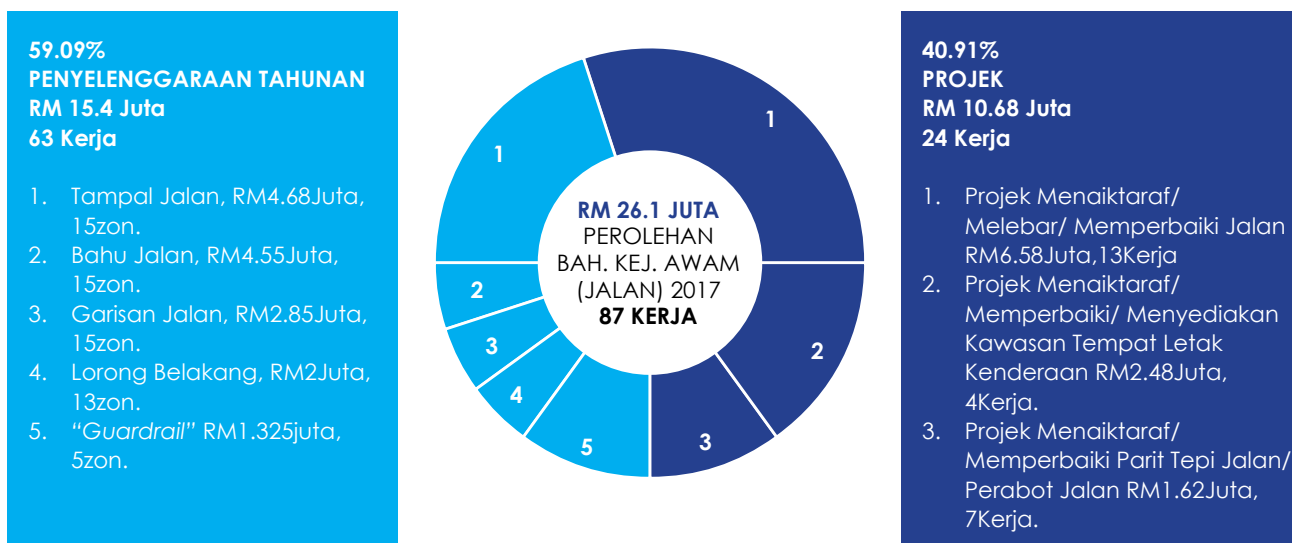 59.09%
PENYELENGGARAAN TAHUNAN
RM 15.4 Juta
63 Kerja
1. Tampal Jalan, RM4.68Juta,
15zon.
2. Bahu Jalan, RM4.55Juta,
15zon.
3. Garisan Jalan, RM2.85Juta,
15zon.
4. Lorong Belakang, RM2Juta,
13zon.
5. “Guardrail” RM1.325juta,
5zon.
1
2
3
4
5
1
2
3
RM 26.1 JUTA
PEROLEHAN
BAH. KEJ. AWAM
(JALAN) 2017
87 KERJA
40.91%
PROJEK
RM 10.68 Juta
24 Kerja
1. Projek Menaiktaraf/
Melebar/ Memperbaiki Jalan
RM6.58Juta,13Kerja
2. Projek Menaiktaraf/
Memperbaiki/ Menyediakan
Kawasan Tempat Letak
Kenderaan RM2.48Juta,
4Kerja.
3. Projek Menaiktaraf/
Memperbaiki Parit Tepi Jalan/
Perabot Jalan RM1.62Juta,
7Kerja.